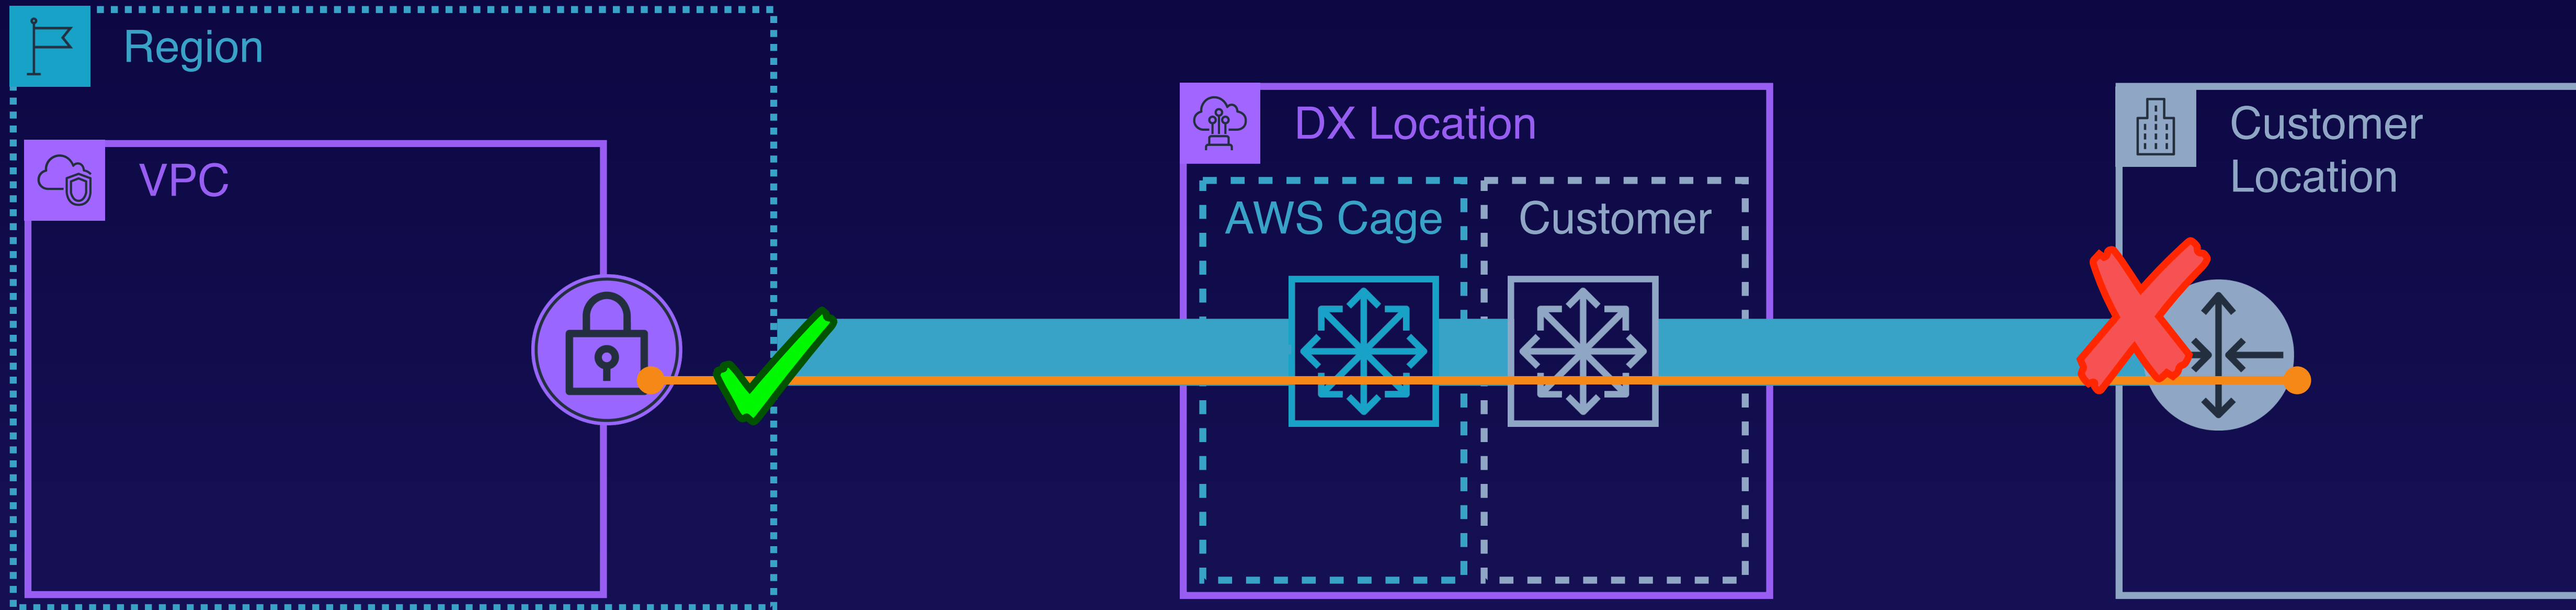 Region
VPC
DX Location
AWS Cage
Customer
Customer
Location